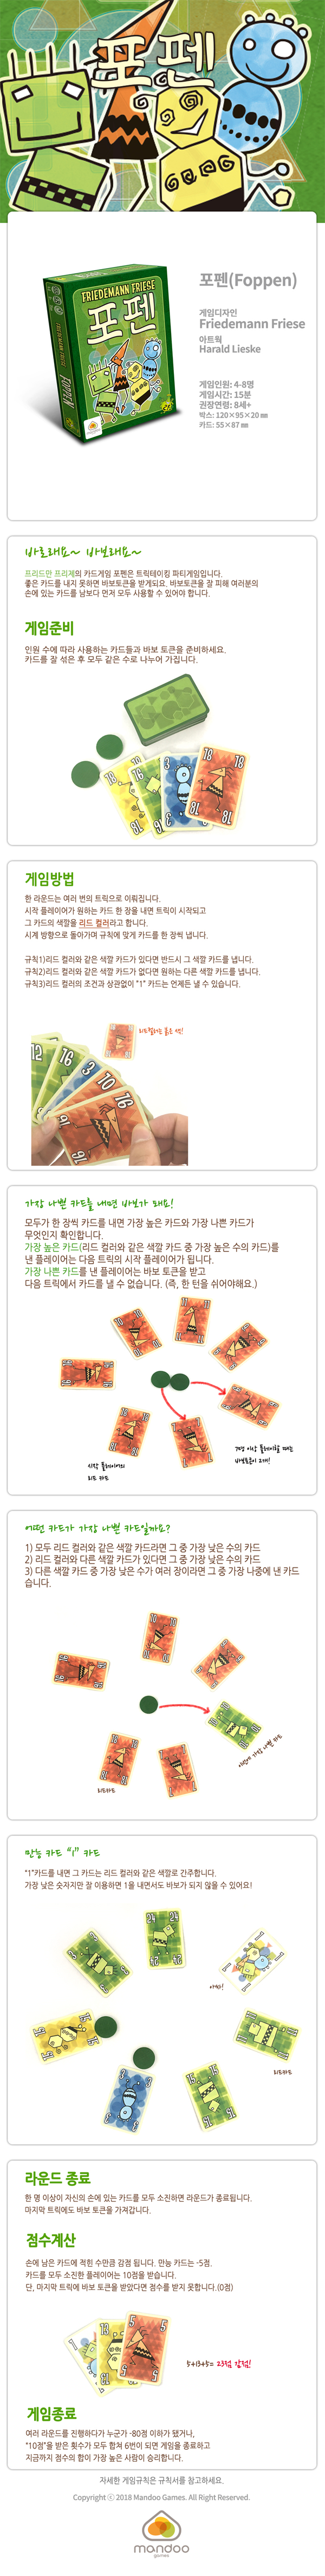 포펜
포펜(Foppen)
게임디자인
Friedemann Friese
아트웍
Harald Lieske
게임인원: 4-8명
게임시간: 15분
권장연령: 8세+
박스: 120×95×20 ㎜
카드: 55×87 ㎜
FRIEDEMANN FRIESE
포펜
바로래요~ 바보래요~
프리드만 프리제의 카드게임 포펜은 트릭테이킹 파티게임입니다.
좋은 카드를 내지 못하면 바보토큰을 받게되요. 바보토큰을 잘 피해 여러분의
손에 있는 카드를 남보다 먼저 모두 사용할 수 있어야 합니다.
게임준비
인원 수에 따라 사용하는 카드들과 바보 토큰을 준비하세요.
카드를 잘 섞은 후 모두 같은 수로 나누어 가집니다.
16
16
3
18
18
18
게임방법
한 라운드는 여러 번의 트릭으로 이뤄집니다.
시작 플레이어가 원하는 카드 한 장을 내면 트릭이 시작되고
그 카드의 색깔을 리드 컬러라고 합니다.
시계 방향으로 돌아가며 규칙에 맞게 카드를 한 장씩 냅니다.
규칙1)리드 컬러와 같은 색깔 카드가 있다면 반드시 그 색깔 카드를 냅니다.
규칙2)리드 컬러와 같은 색깔 카드가 없다면 원하는 다른 색깔 카드를 냅니다.
규칙3)리드 컬러의 조건과 상관없이 "1" 카드는 언제든 낼 수 있습니다.
리드컬러는 붉은 색!
12
16
3
10
16
가장 나쁜 카드를 내면 바보가 돼요!
모두가 한 장씩 카드를 내면 가장 높은 카드와 가장 나쁜 카드가
무엇인지 확인합니다.
가장 높은 카드(리드 컬러와 같은 색깔 카드 중 가장 높은 수의 카드)를
낸 플레이어는 다음 트릭의 시작 플레이어가 됩니다.
가장 나쁜 카드를 낸 플레이어는 바보 토큰을 받고
다음 트릭에서 카드를 낼 수 없습니다. (즉, 한 턴을 쉬어야해요.)
7명 이상 플레이할 때는
바보토큰이 2개!
시작 플레이어의
리드 카드
어떤 카드가 가장 나쁜 카드일까요?
1) 모두 리드 컬러와 같은 색깔 카드라면 그 중 가장 낮은 수의 카드
2) 리드 컬러와 다른 색깔 카드가 있다면 그 중 가장 낮은 수의 카드
3) 다른 색깔 카드 중 가장 낮은 수가 여러 장이라면 그 중 가장 나중에 낸 카드
습니다.
리드카드
만능 카드 "1" 카드
"1"카드를 내면 그 카드는 리드 컬러와 같은 색깔로 간주합니다.
가장 낮은 숫자지만 잘 이용하면 1을 내면서도 바보가 되지 않을 수 있어요!
24
24
리드카드
3
15
15
라운드 종료
한 명 이상이 자신의 손에 있는 카드를 모두 소진하면 라운드가 종료됩니다.
마지막 트릭에도 바보 토큰을 가져갑니다.
점수계산
손에 남은 카드에 적힌 수만큼 감점 됩니다. 만능 카드는 -5점.
카드를 모두 소진한 플레이어는 10점을 받습니다.
단, 마지막 트릭에 바보 토큰을 받았다면 점수를 받지 못합니다.(0점)
1
13
5
5
5+13+5= 23점 감점!
게임종료
여러 라운드를 진행하다가 누군가 -80점 이하가 됐거나,
"10점"을 받은 횟수가 모두 합쳐 6번이 되면 게임을 종료하고
지금까지 점수의 합이 가장 높은 사람이 승리합니다.
자세한 게임규칙은 규칙서를 참고하세요.
Copyright ⓒ 2018 Mandoo Games. All Right Reserved.
mandoo
games